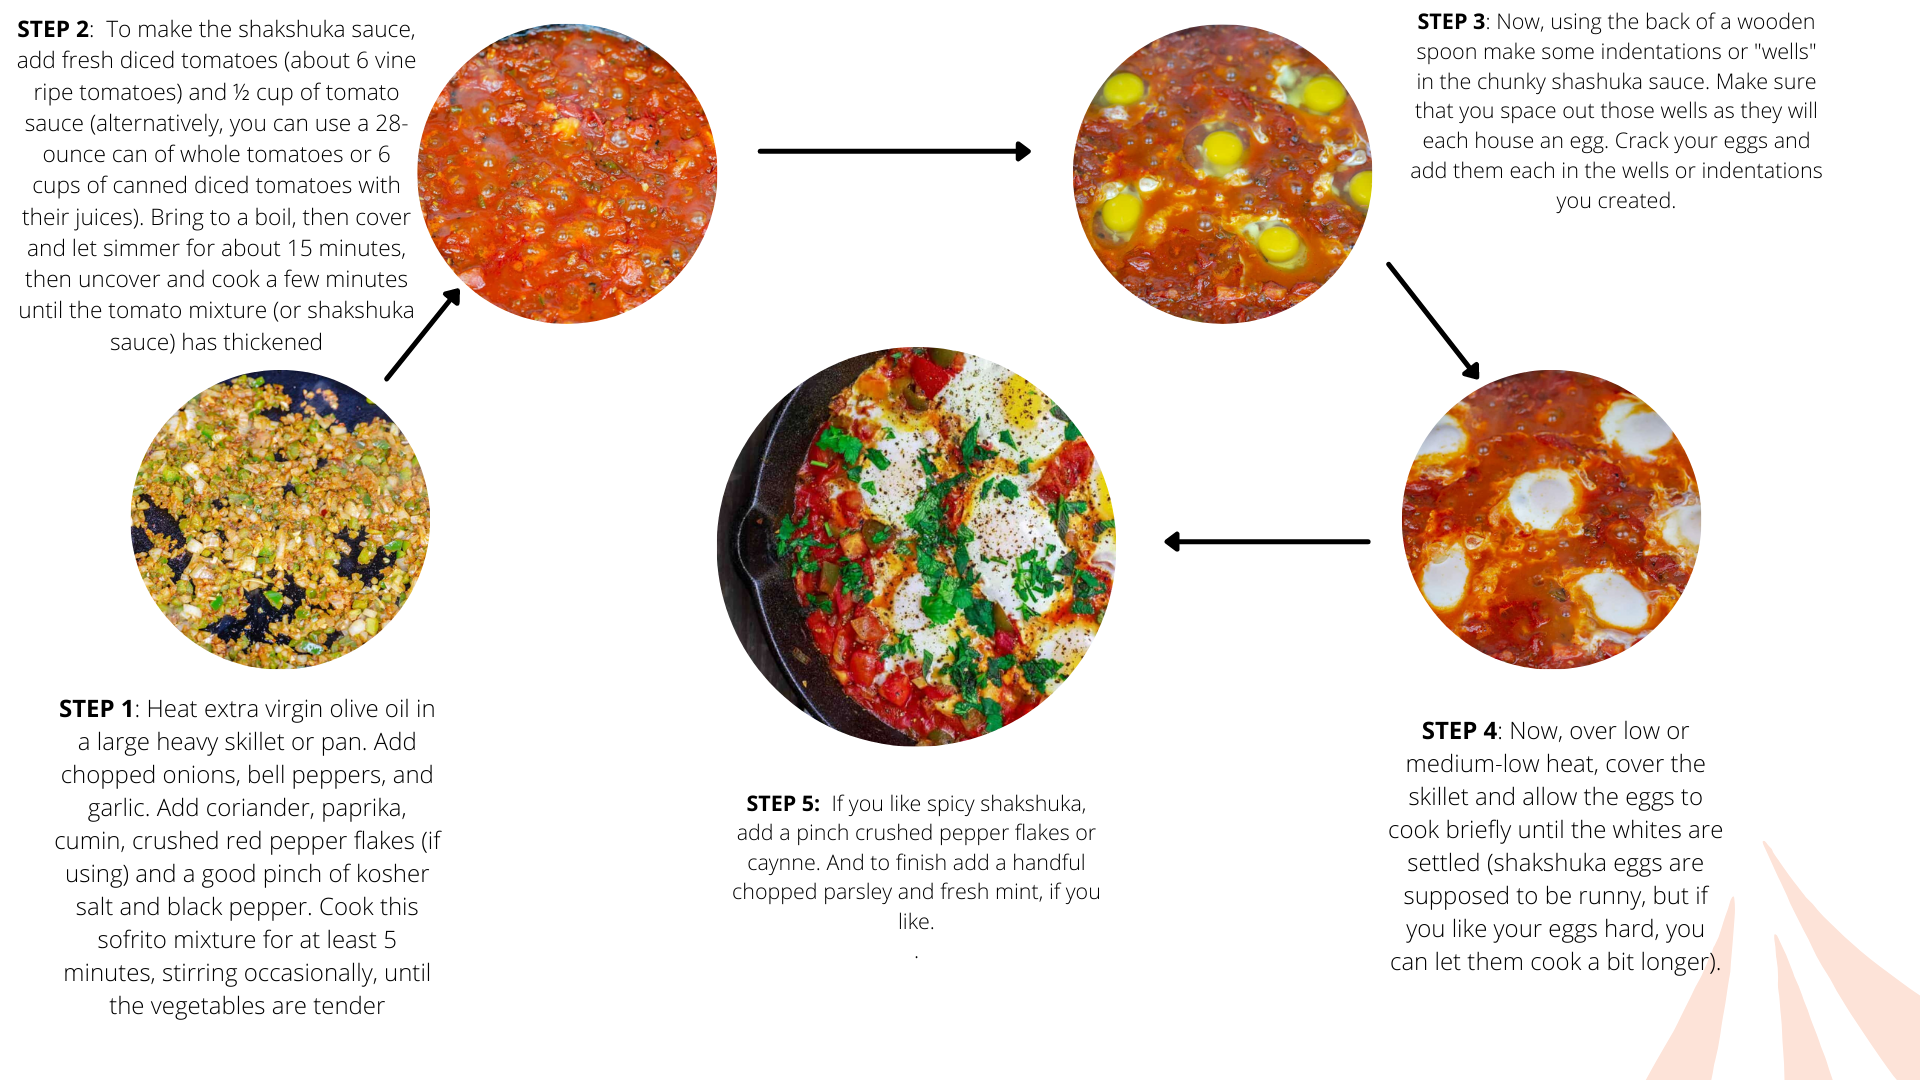 STEP 2:  To make the shakshuka sauce,
add fresh diced tomatoes (about 6 vine
ripe tomatoes) and ½ cup of tomato
sauce (alternatively, you can use a 28-
ounce can of whole tomatoes or 6
cups of canned diced tomatoes with
their juices). Bring to a boil, then cover
and let simmer for about 15 minutes,
then uncover and cook a few minutes
until the tomato mixture (or shakshuka
sauce) has thickened
STEP 3: Now, using the back of a wooden
spoon make some indentations or "wells"
in the chunky shashuka sauce. Make sure
that you space out those wells as they will
each house an egg. Crack your eggs and
add them each in the wells or indentations
you created.
STEP 1: Heat extra virgin olive oil in
a large heavy skillet or pan. Add
chopped onions, bell peppers, and
garlic. Add coriander, paprika,
cumin, crushed red pepper flakes (if
using) and a good pinch of kosher
salt and black pepper. Cook this
sofrito mixture for at least 5
minutes, stirring occasionally, until
the vegetables are tender
STEP 5:  If you like spicy shakshuka,
add a pinch crushed pepper flakes or
caynne. And to finish add a handful
chopped parsley and fresh mint, if you
like.
.
STEP 4: Now, over low or
medium-low heat, cover the
skillet and allow the eggs to
cook briefly until the whites are
settled (shakshuka eggs are
supposed to be runny, but if
you like your eggs hard, you
can let them cook a bit longer).